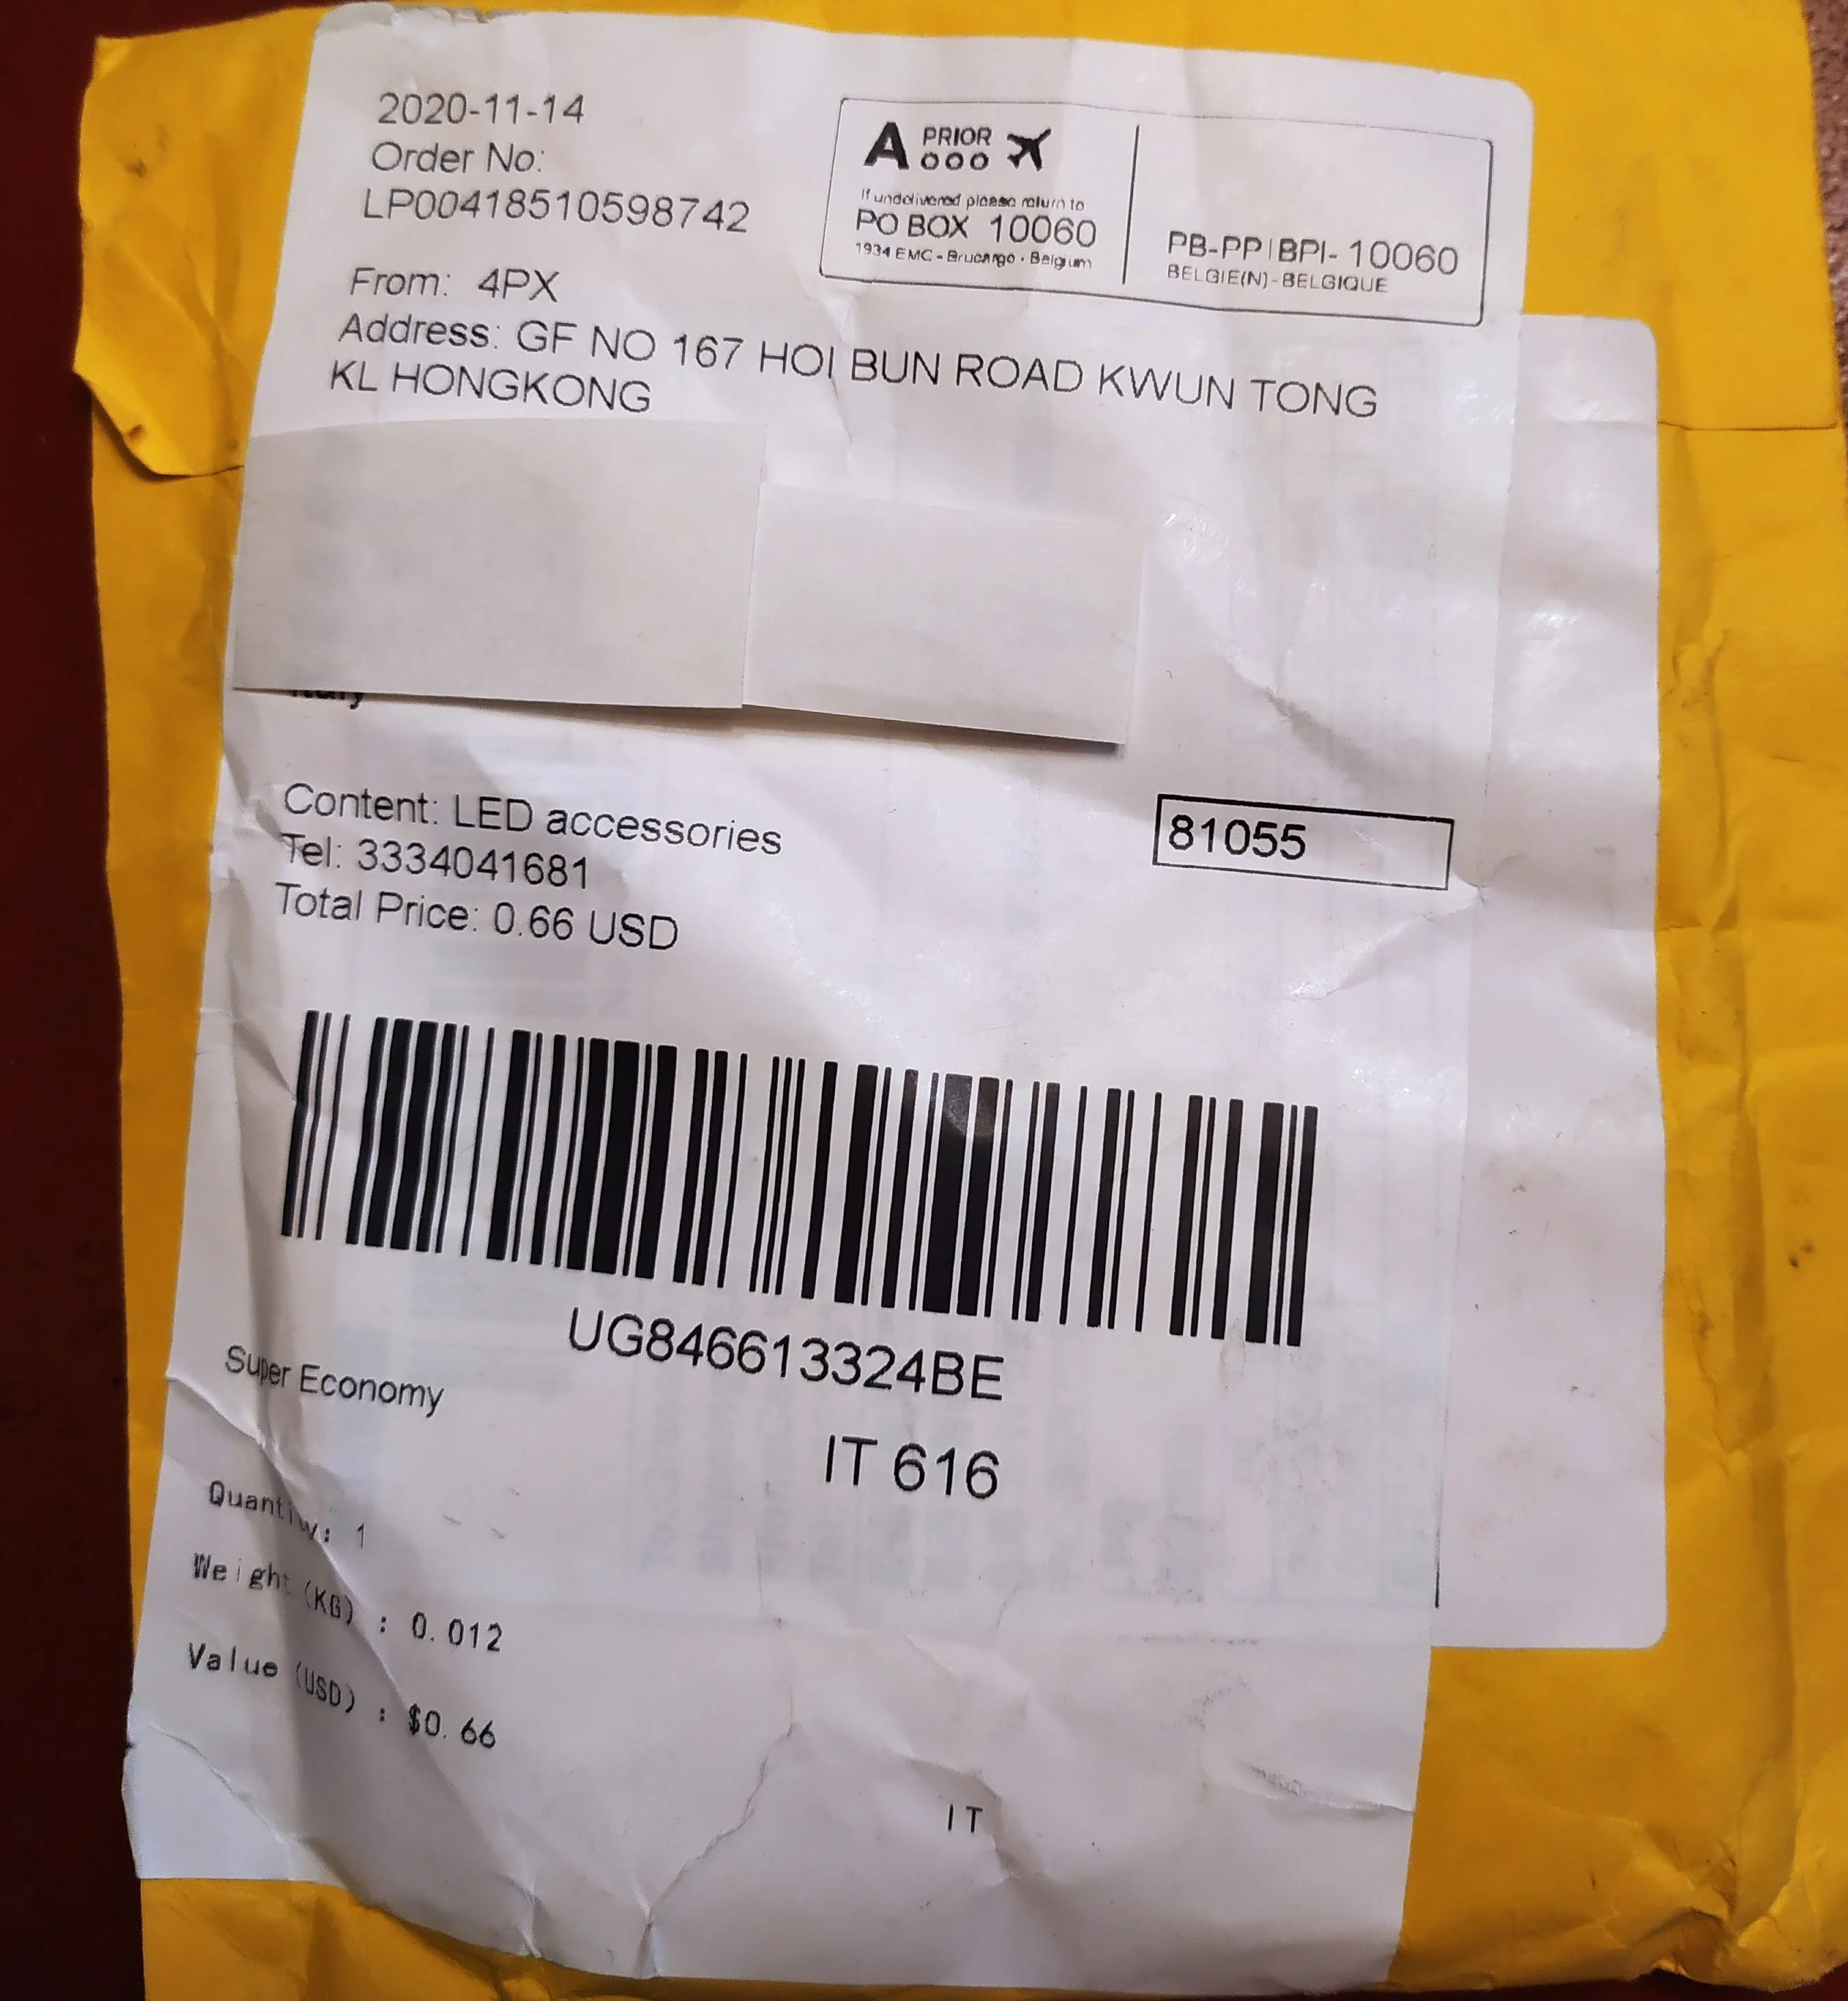 2020-11-14
Order No:
LP00418510598742
A PRIOR
If undelivered please return to
PO BOX 10060
1934 EMC - Brucargo - Belgium
PB-PP | BPI- 10060
BELGIE(N) - BELGIQUE
From: 4PX
Address: GF NO 167 HOI BUN ROAD KWUN TONG
KL HONGKONG
Content: LED accessories
Tel: 3334041681
Total Price: 0.66 USD
81055
UG846613324BE
Super Economy
IT 616
Quantity: 1
Weight (KG) : 0.012
Value (USD) : $0.66
IT